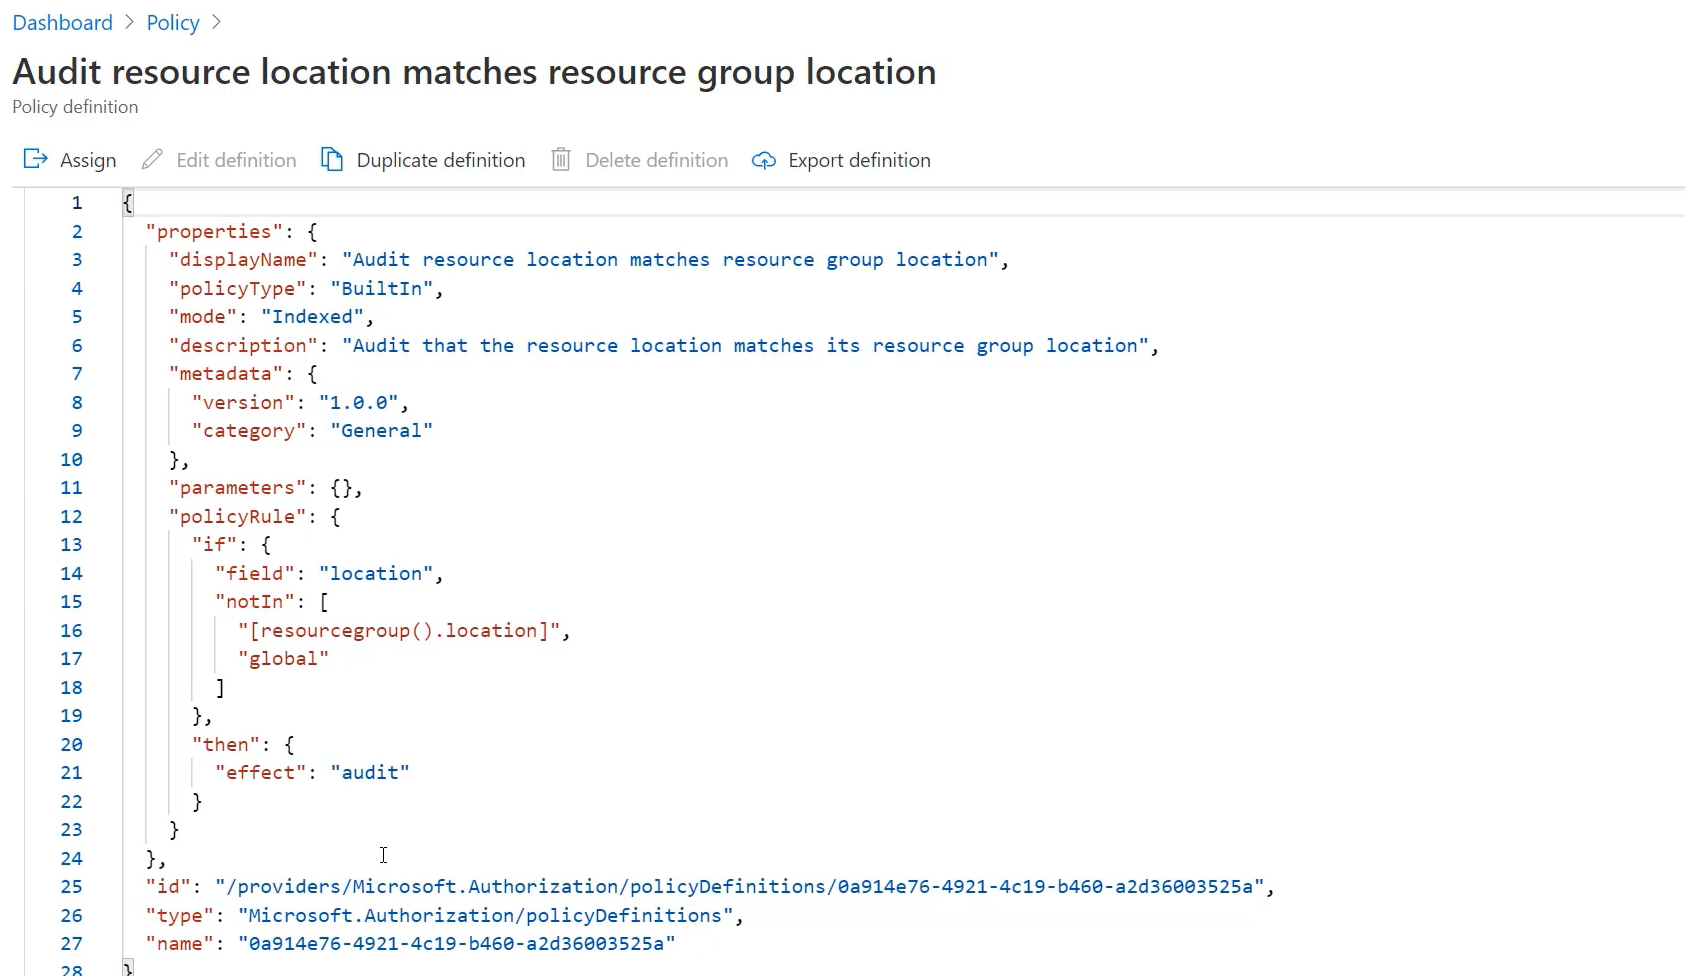 Dashboard > Policy >
Audit resource location matches resource group location
Policy definition
Assign Edit definition Duplicate definition Delete definition Export definition
1 {
2 "properties": {
3 "displayName": "Audit resource location matches resource group location",
4 "policyType": "BuiltIn",
5 "mode": "Indexed",
6 "description": "Audit that the resource location matches its resource group location",
7 "metadata": {
8 "version": "1.0.0",
9 "category": "General"
10 },
11 "parameters": {},
12 "policyRule": {
13 "if": {
14 "field": "location",
15 "notIn": [
16 "[resourcegroup().location]",
17 "global"
18 ]
19 },
20 "then": {
21 "effect": "audit"
22 }
23 }
24 },
25 "id": "/providers/Microsoft.Authorization/policyDefinitions/0a914e76-4921-4c19-b460-a2d36003525a",
26 "type": "Microsoft.Authorization/policyDefinitions",
27 "name": "0a914e76-4921-4c19-b460-a2d36003525a"
28 }